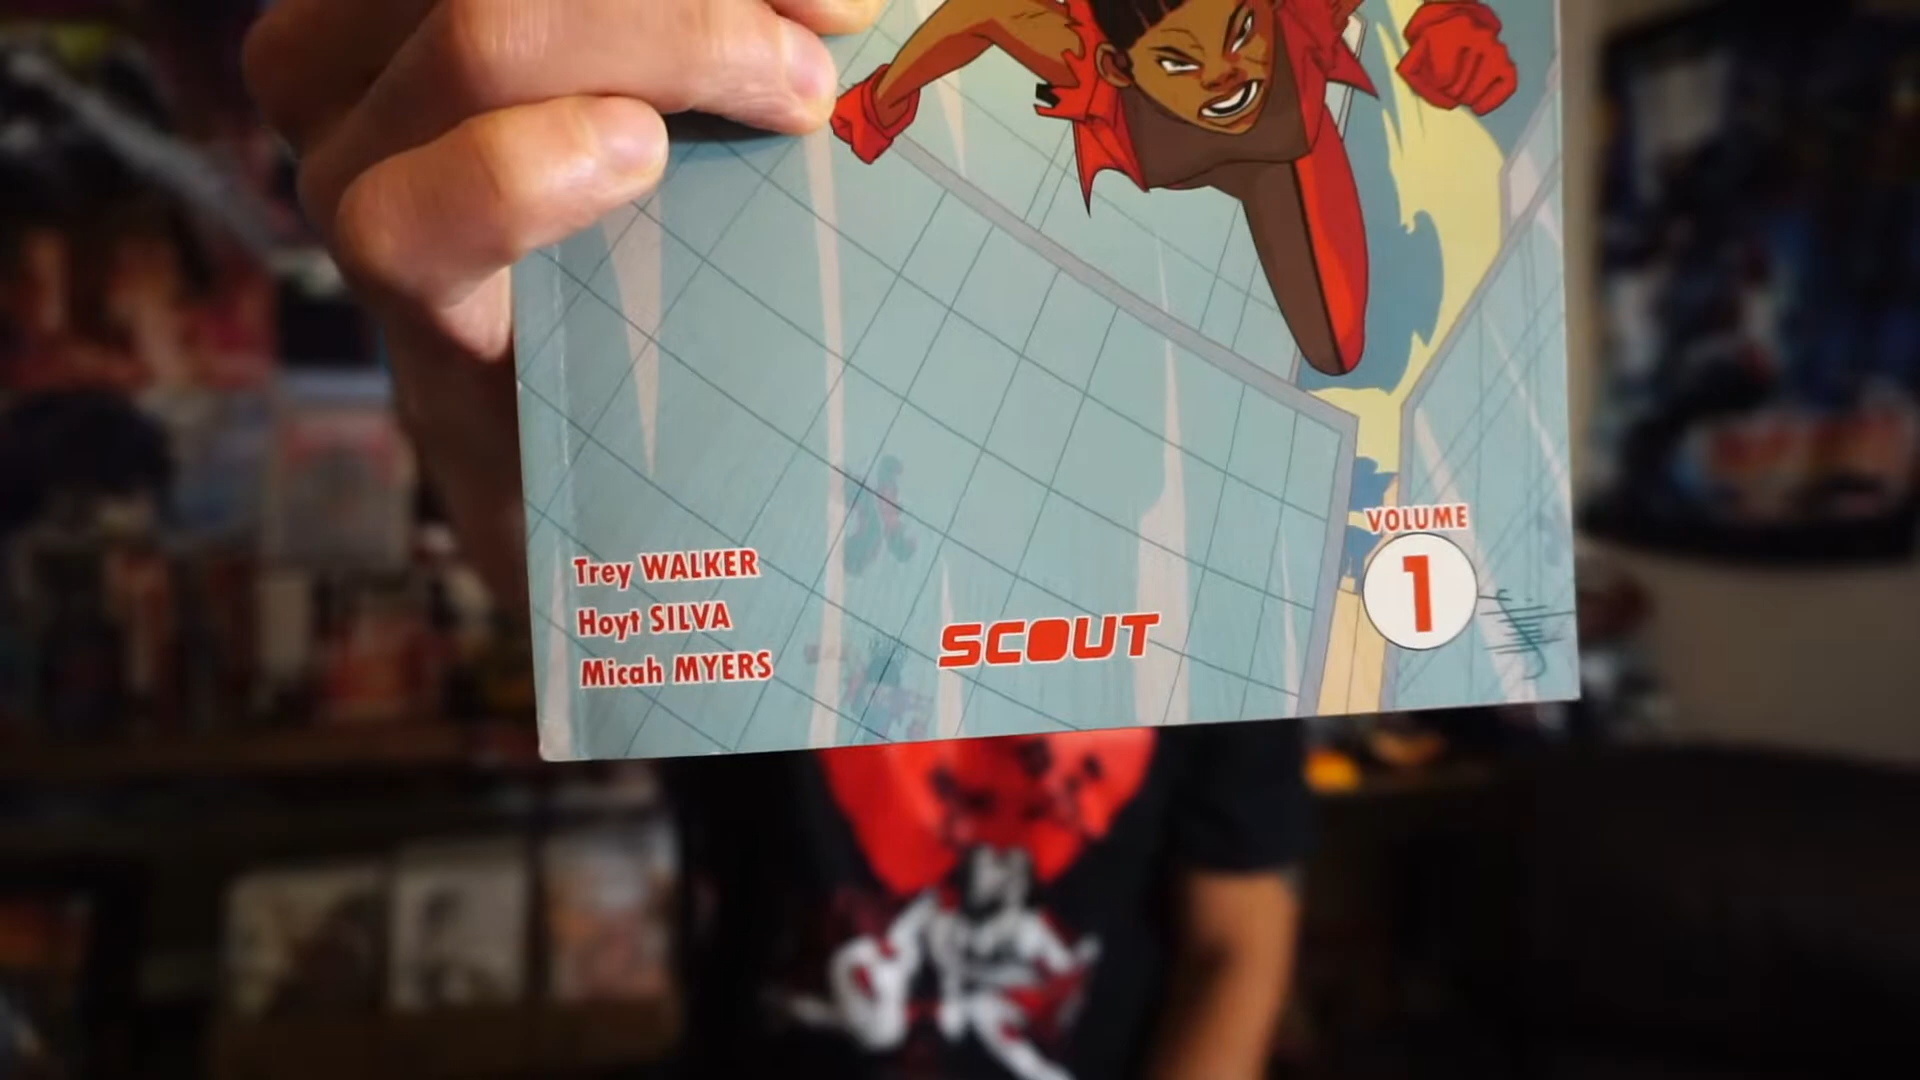 Trey WALKER
Hoyt SILVA
Micah MYERS
SCOUT
VOLUME
1